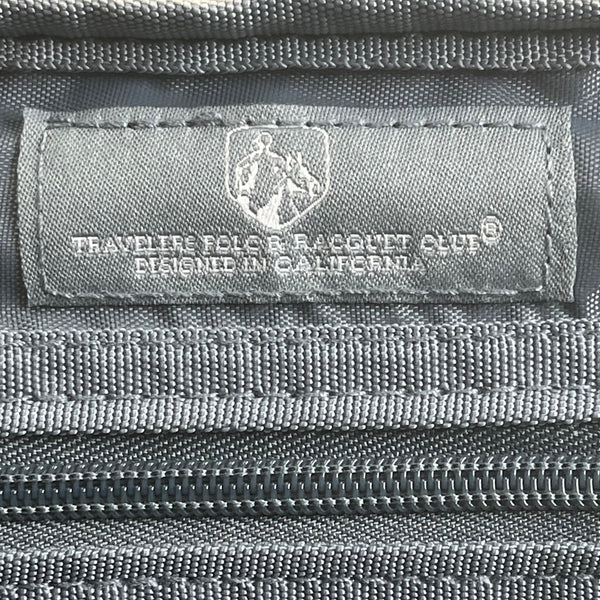 TRAVELERS POLO & RACQUET CLUB®
DESIGNED IN CALIFORNIA